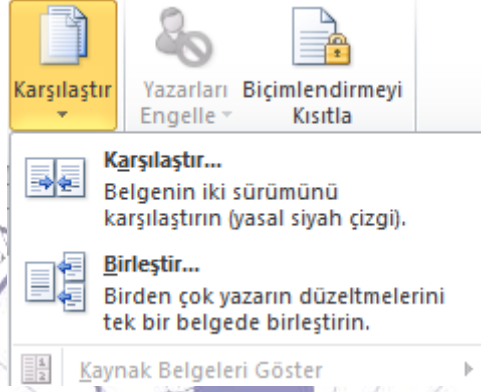 Karşılaştır
Yazarları Engelle
Biçimlendirmeyi Kısıtla
Karşılaştır...
Belgenin iki sürümünü
karşılaştırın (yasal siyah çizgi).
Birleştir...
Birden çok yazarın düzeltmelerini
tek bir belgede birleştirin.
Kaynak Belgeleri Göster